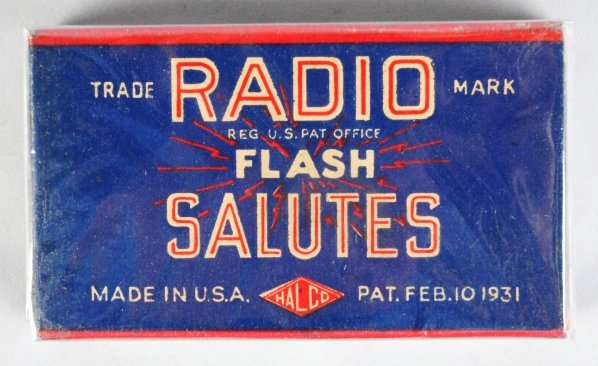 TRADE RADIO MARK
REG U.S. PAT OFFICE
FLASH
SALUTES
MADE IN U.S.A. HALCO PAT. FEB. 10 1931